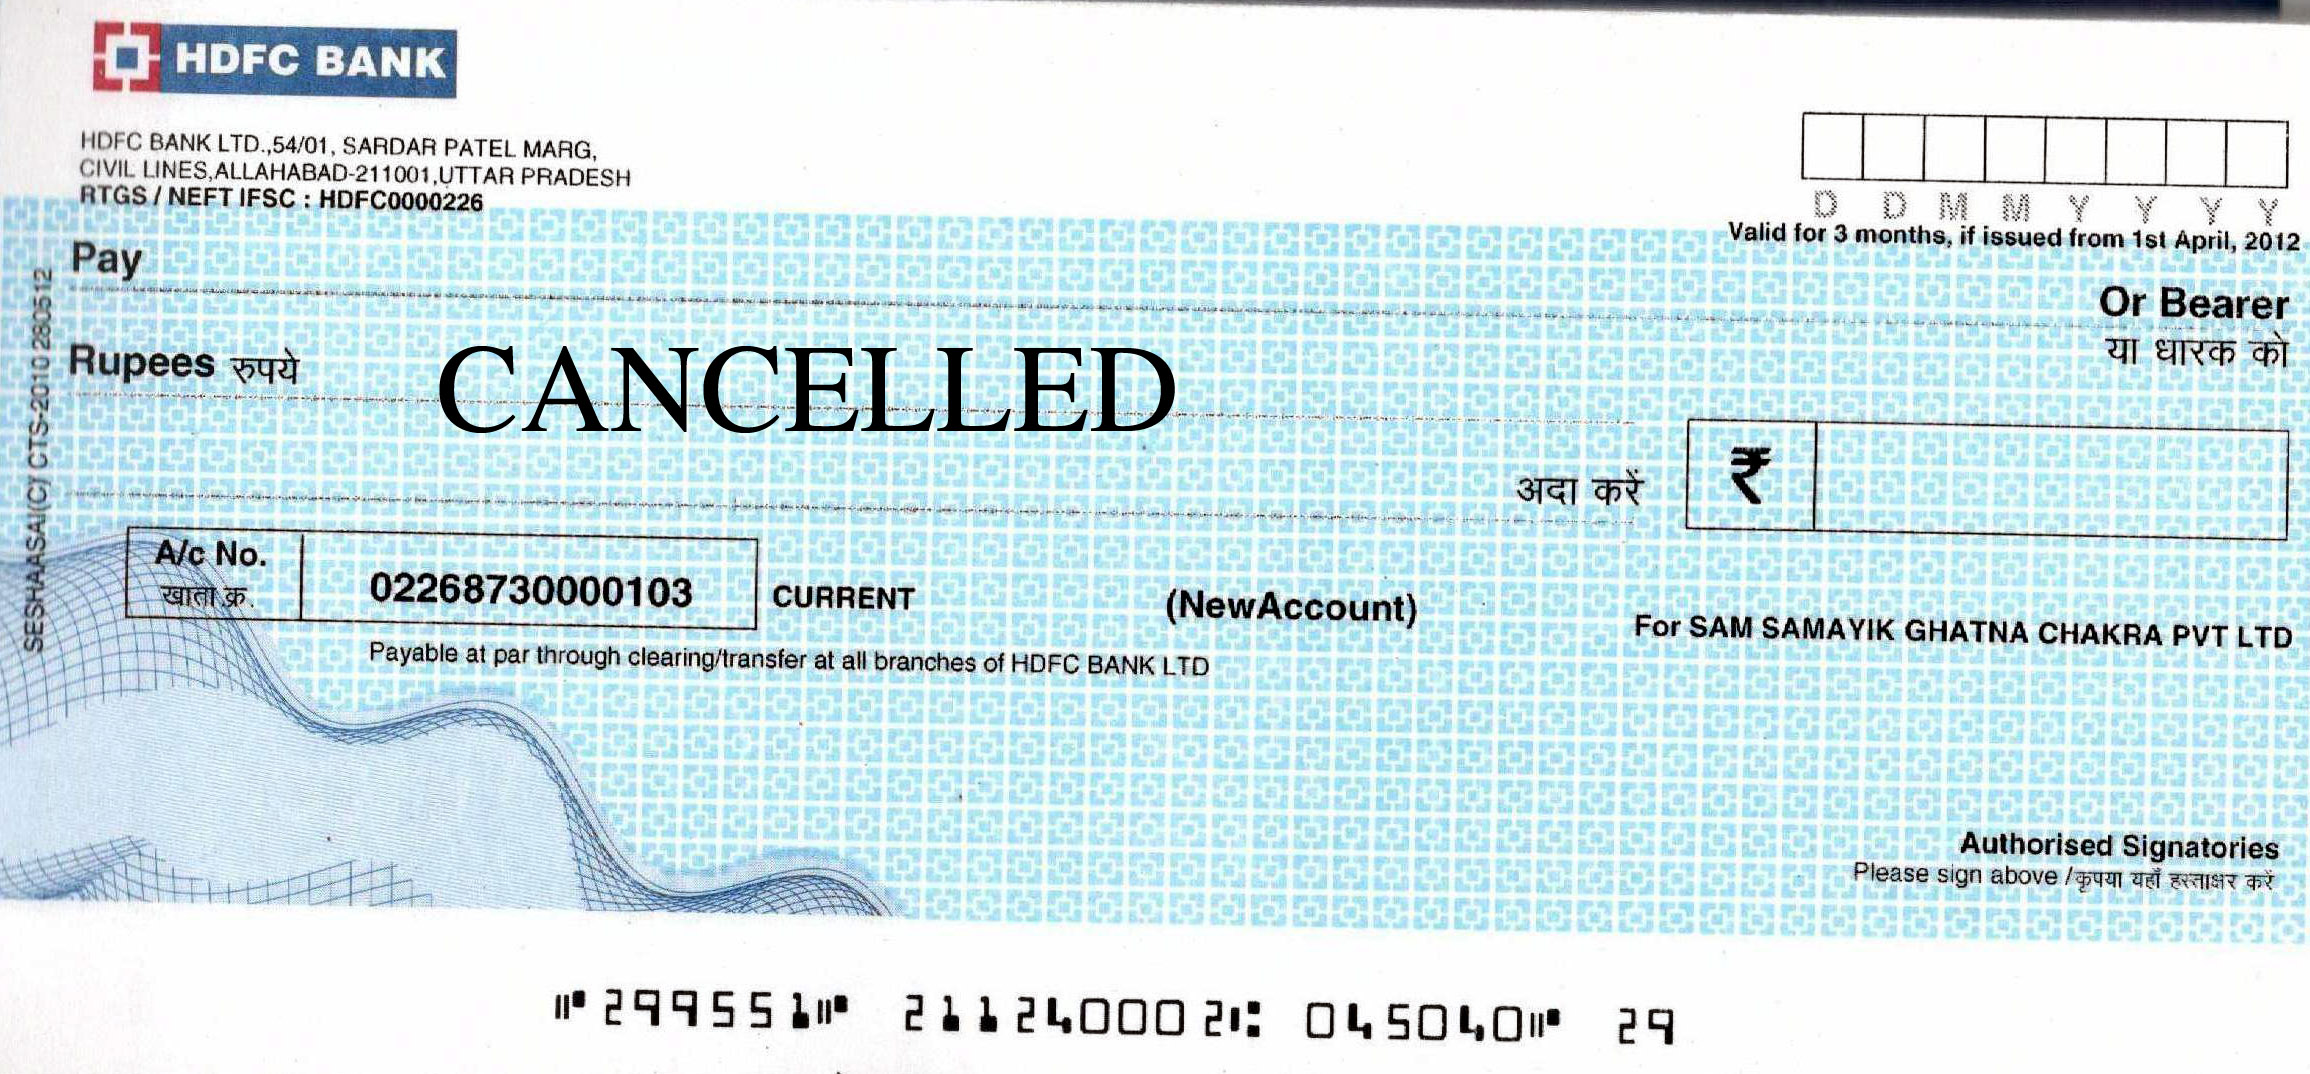 HDFC BANK
HDFC BANK LTD.,54/01, SARDAR PATEL MARG,
CIVIL LINES,ALLAHABAD-211001,UTTAR PRADESH
RTGS / NEFT IFSC : HDFC0000226
D D M M Y Y Y Y
Valid for 3 months, if issued from 1st April, 2012
Pay
Or Bearer
या धारक को
Rupees रुपये
CANCELLED
अदा करें
₹
A/c No.
खाता क्र.
02268730000103
CURRENT
(NewAccount)
For SAM SAMAYIK GHATNA CHAKRA PVT LTD
Payable at par through clearing/transfer at all branches of HDFC BANK LTD
SESHAASAI(C) CTS-2010 280512
Authorised Signatories
Please sign above / कृपया यहाँ हस्ताक्षर करें
⑈299551⑈ 211240002⑆ 045040⑈ 29